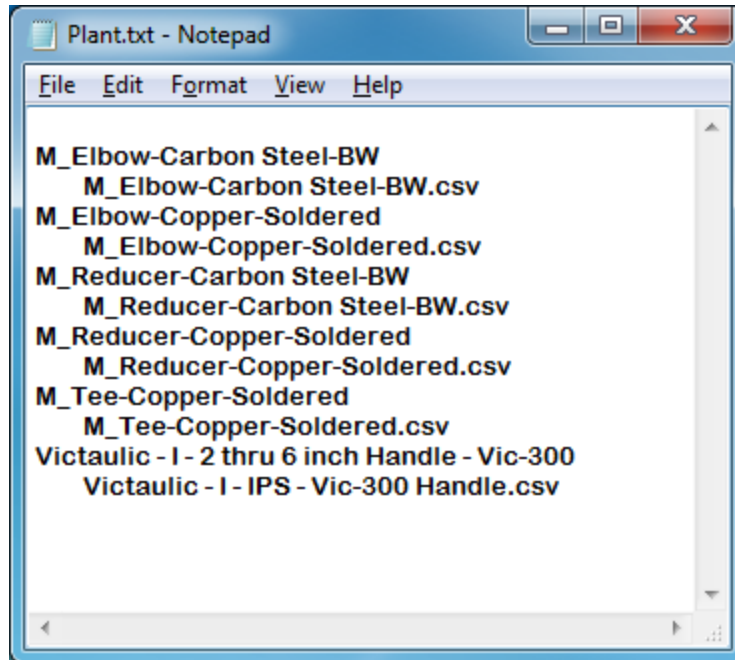 Plant.txt - Notepad
File Edit Format View Help
M_Elbow-Carbon Steel-BW
M_Elbow-Carbon Steel-BW.csv
M_Elbow-Copper-Soldered
M_Elbow-Copper-Soldered.csv
M_Reducer-Carbon Steel-BW
M_Reducer-Carbon Steel-BW.csv
M_Reducer-Copper-Soldered
M_Reducer-Copper-Soldered.csv
M_Tee-Copper-Soldered
M_Tee-Copper-Soldered.csv
Victaulic - I - 2 thru 6 inch Handle - Vic-300
Victaulic - I - IPS - Vic-300 Handle.csv